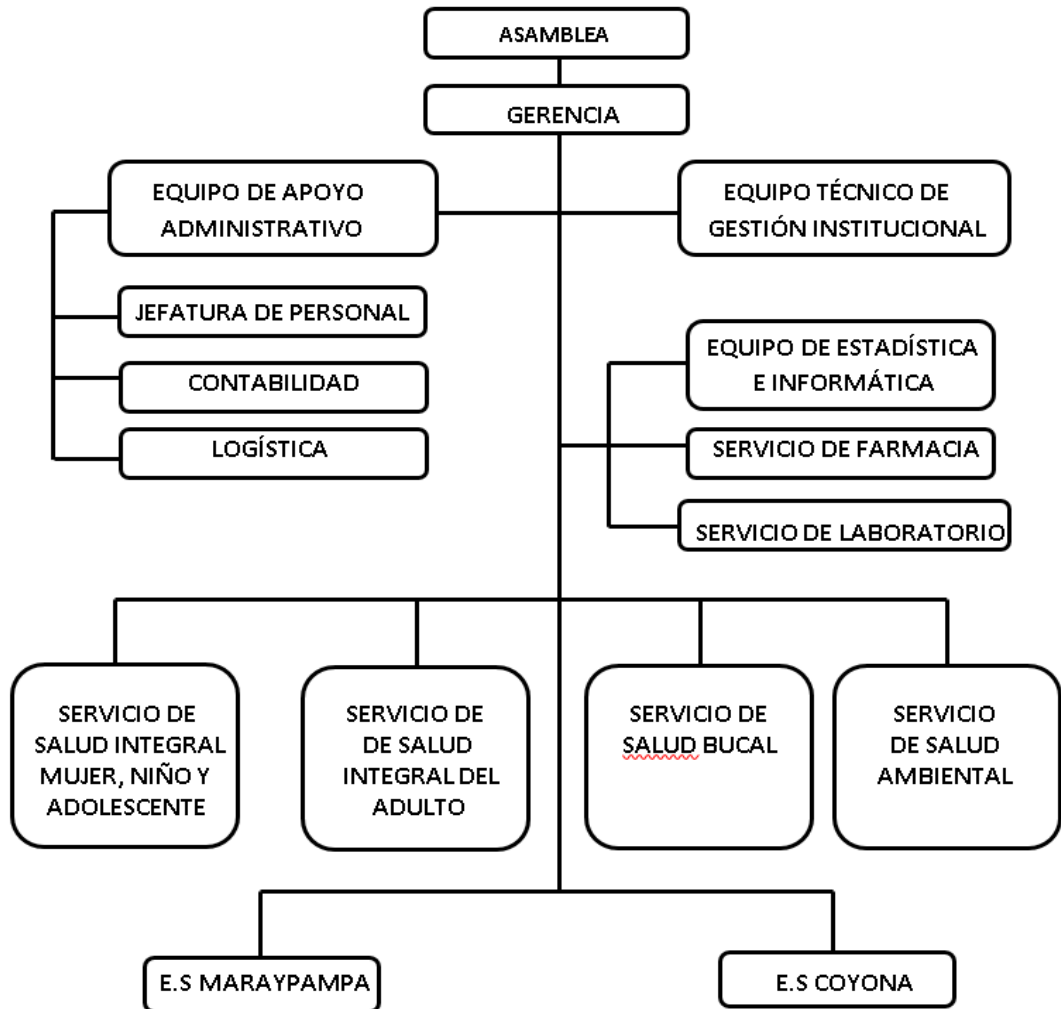 ASAMBLEA
GERENCIA
EQUIPO DE APOYO
ADMINISTRATIVO
EQUIPO TÉCNICO DE
GESTIÓN INSTITUCIONAL
JEFATURA DE PERSONAL
CONTABILIDAD
LOGÍSTICA
EQUIPO DE ESTADÍSTICA
E INFORMÁTICA
SERVICIO DE FARMACIA
SERVICIO DE LABORATORIO
SERVICIO DE
SALUD INTEGRAL
MUJER, NIÑO Y
ADOLESCENTE
SERVICIO DE
DE SALUD
INTEGRAL DEL
ADULTO
SERVICIO DE
SALUD BUCAL
SERVICIO
DE SALUD
AMBIENTAL
E.S MARAYPAMPA
E.S COYONA